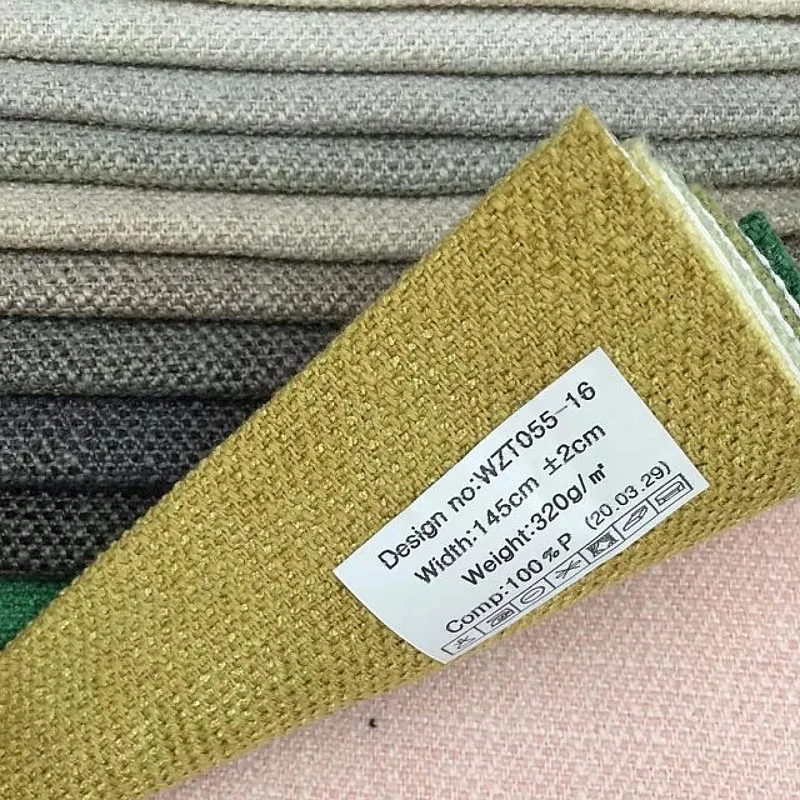 Design no:WZT055-16
Width:145cm ±2cm
Weight:320g/㎡
Comp:100%P (20.03.29)